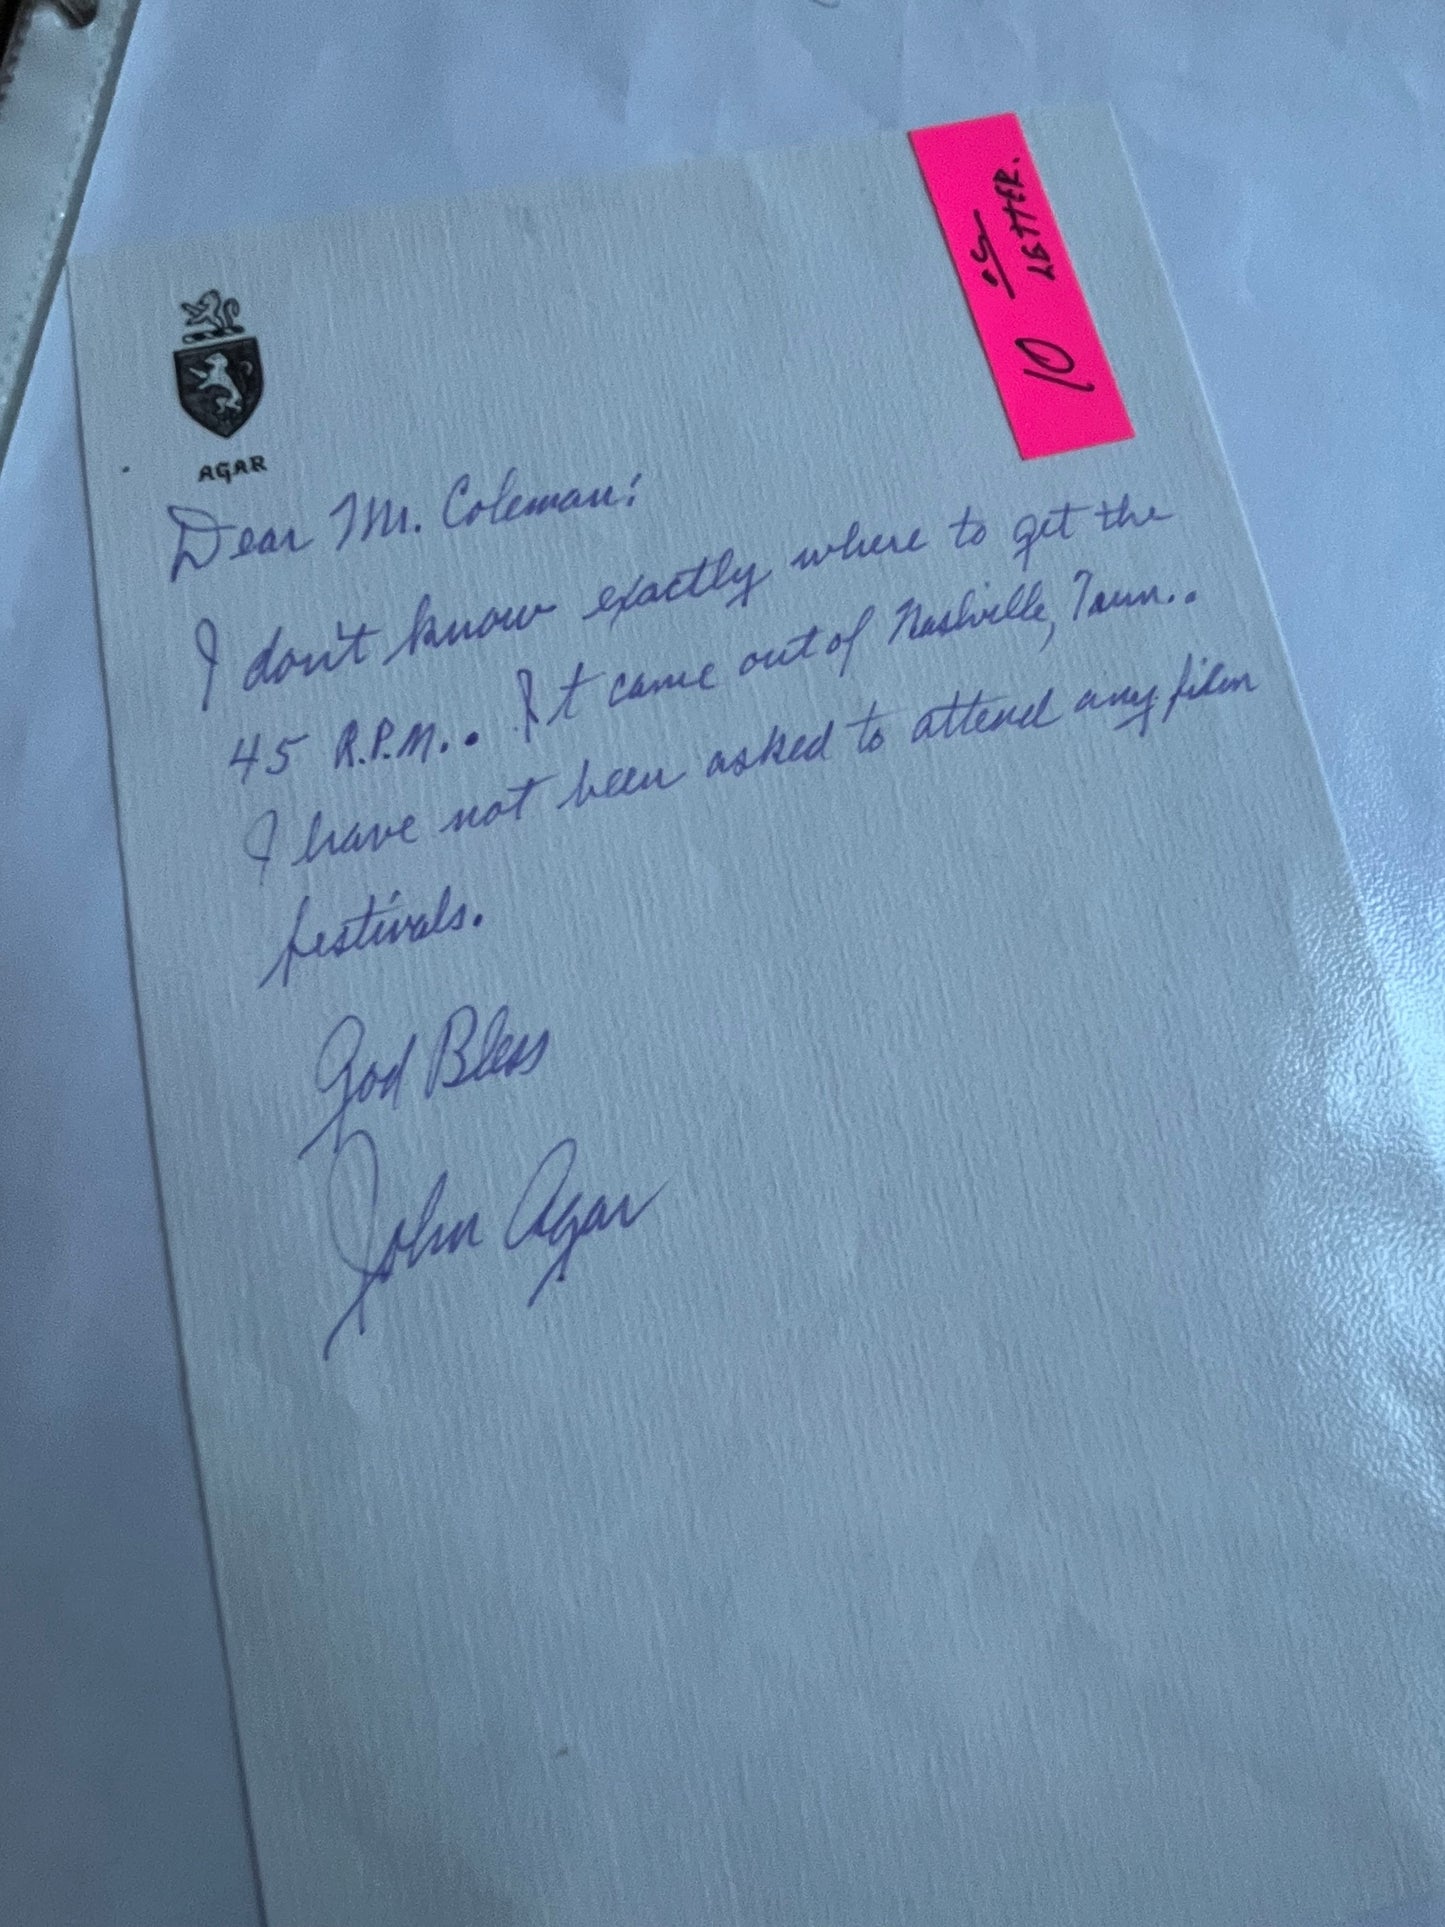 AGAR
Dear Mr. Coleman:
I don't know exactly where to get the
45 R.P.M.. It came out of Nashville, Tenn..
I have not been asked to attend any film
festivals.
God Bless
John Agar
10
LETTER.